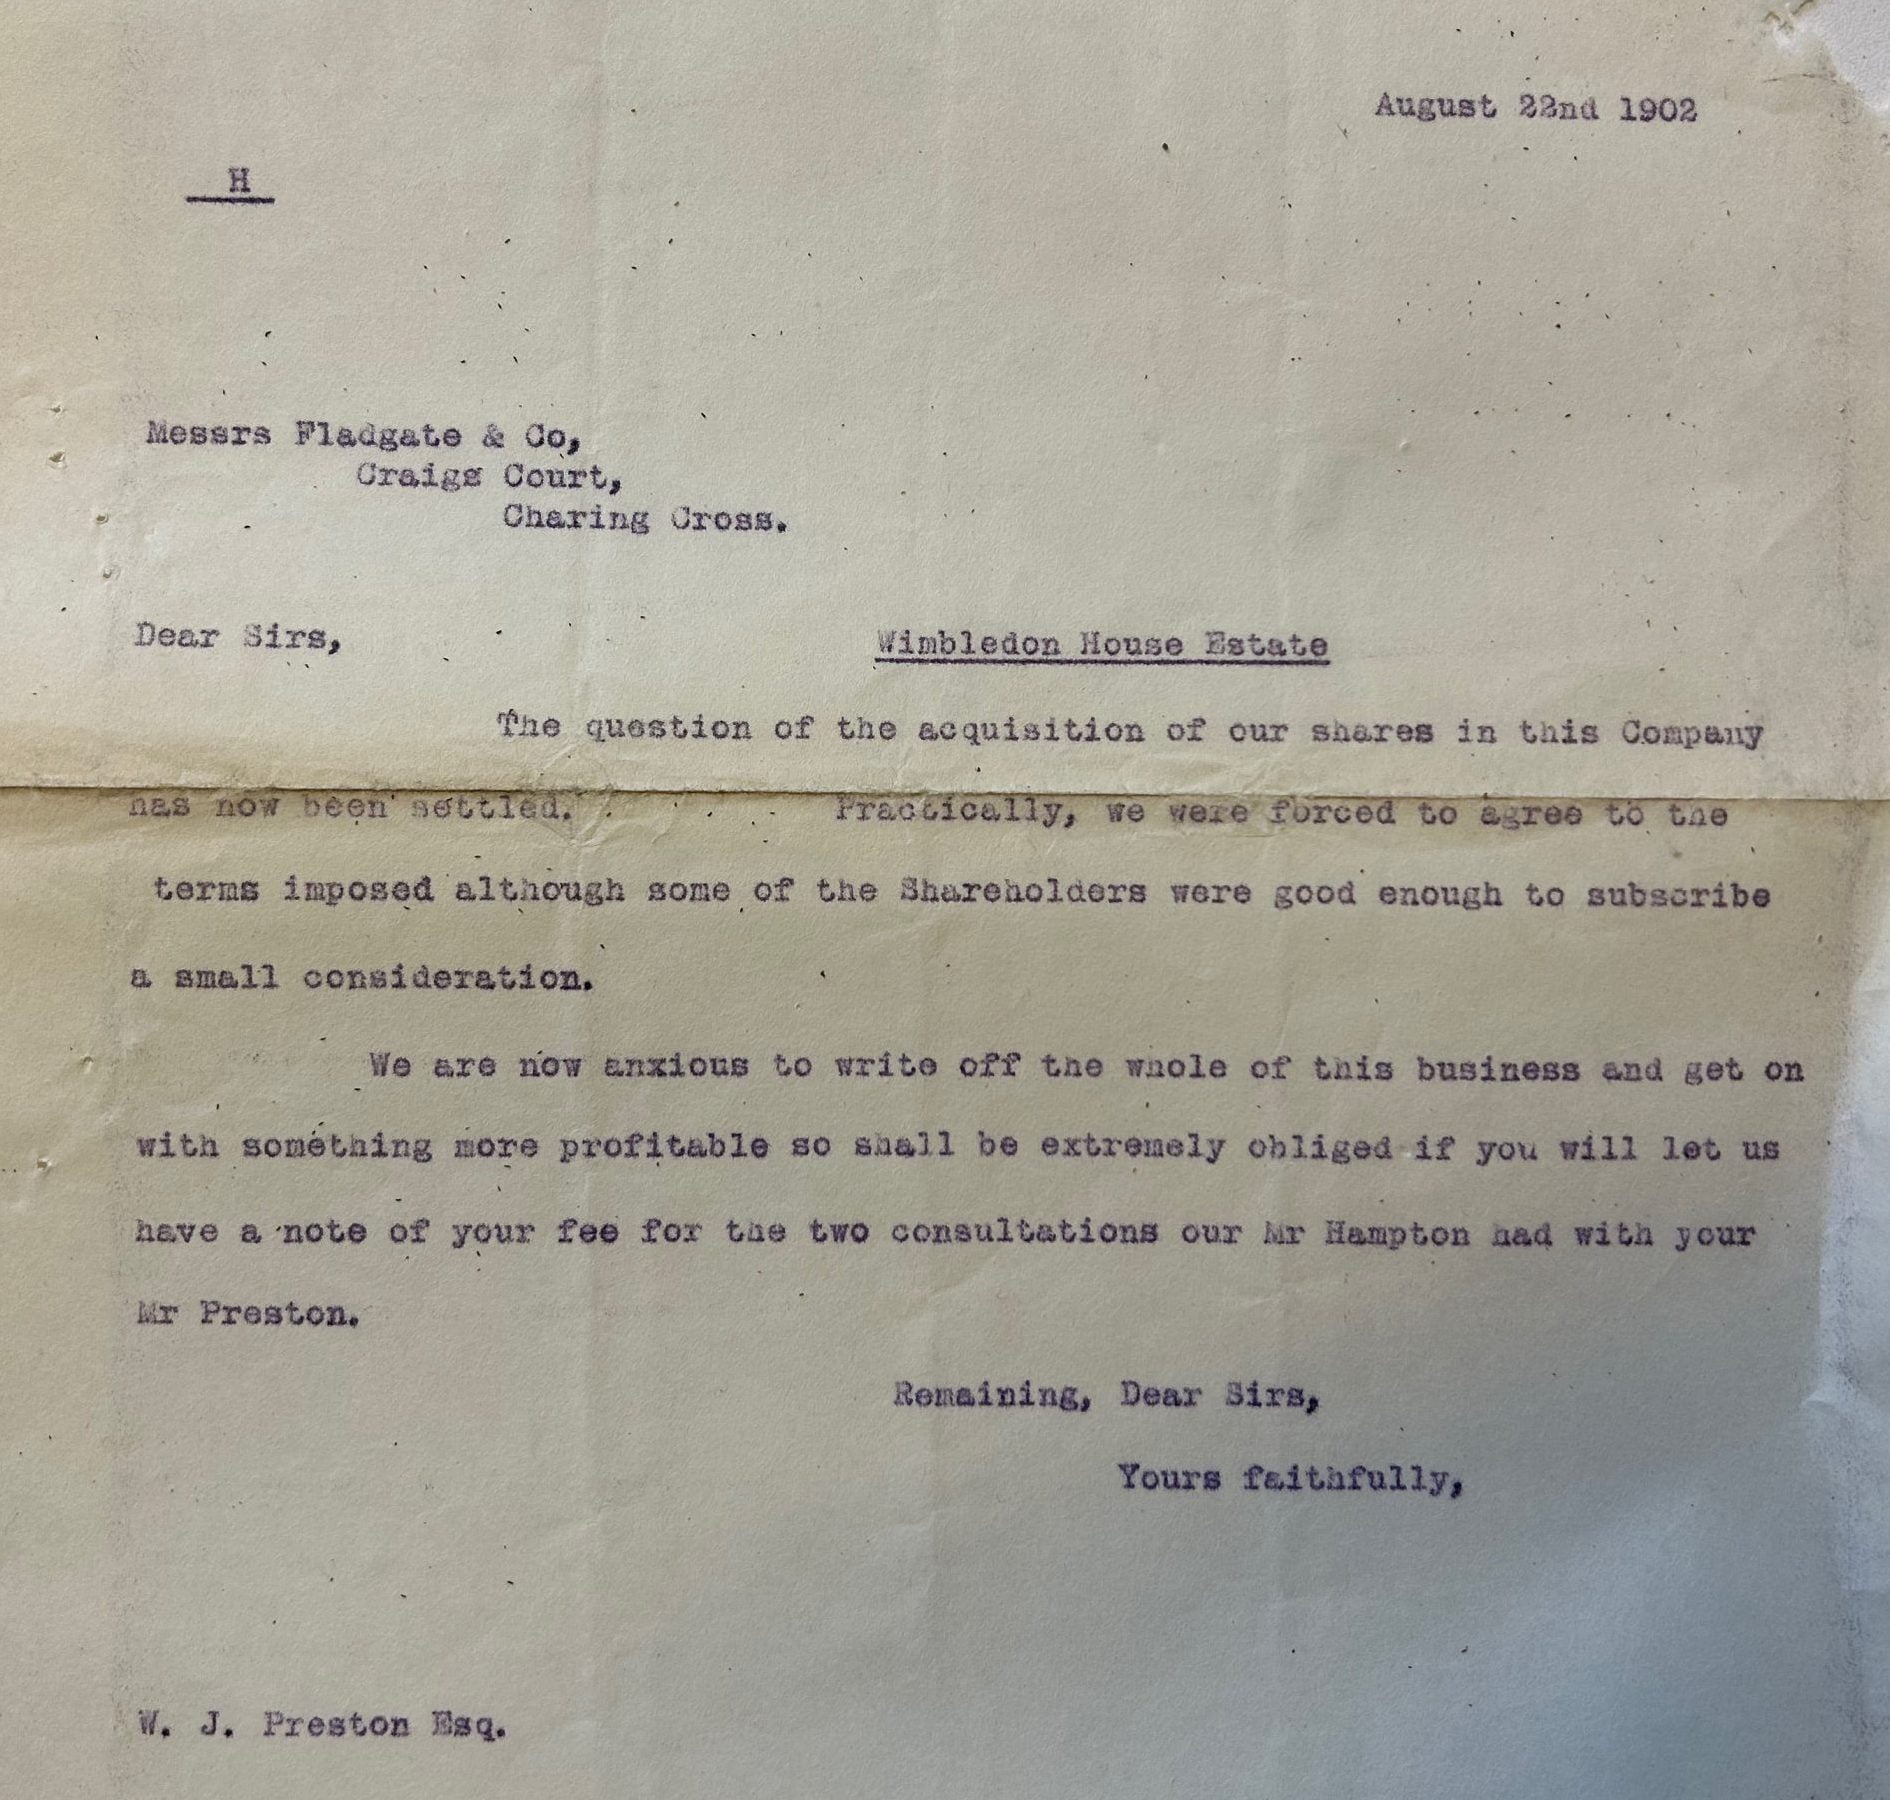 August 22nd 1902
H
Messrs Fladgate & Co,
Craigs Court,
Charing Cross.
Dear Sirs,
Wimbledon House Estate
The question of the acquisition of our shares in this Company
has now been settled. Practically, we were forced to agree to the
terms imposed although some of the Shareholders were good enough to subscribe
a small consideration.
We are now anxious to write off the whole of this business and get on
with something more profitable so shall be extremely obliged if you will let us
have a note of your fee for the two consultations our Mr Hampton had with your
Mr Preston.
Remaining, Dear Sirs,
Yours faithfully,
W. J. Preston Esq.